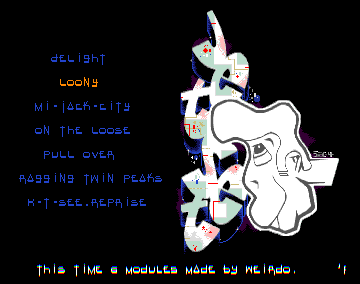 DELIGHT
LOONY
MI-JACK-CITY
ON THE LOOSE
PULL OVER
RAGGING TWIN PEAKS
X-T-SEE.REPRISE
THIS TIME 6 MODULES MADE BY WEIRDO.